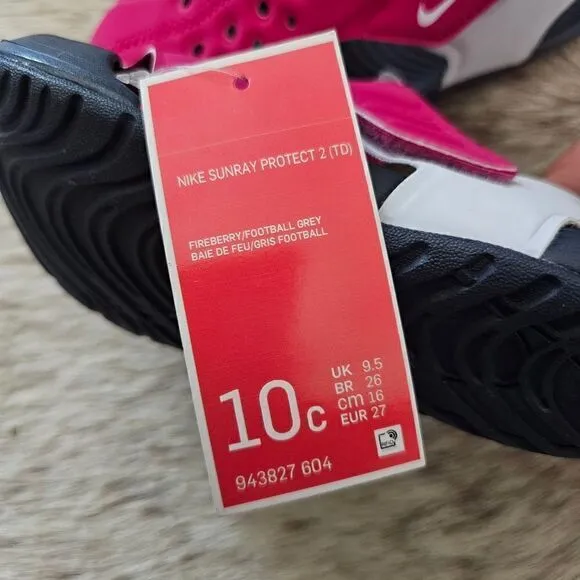 NIKE SUNRAY PROTECT 2 (TD)
FIREBERRY/FOOTBALL GREY
BAIE DE FEU/GRIS FOOTBALL
10C
UK 9.5
BR 26
cm 16
EUR 27
943827 604